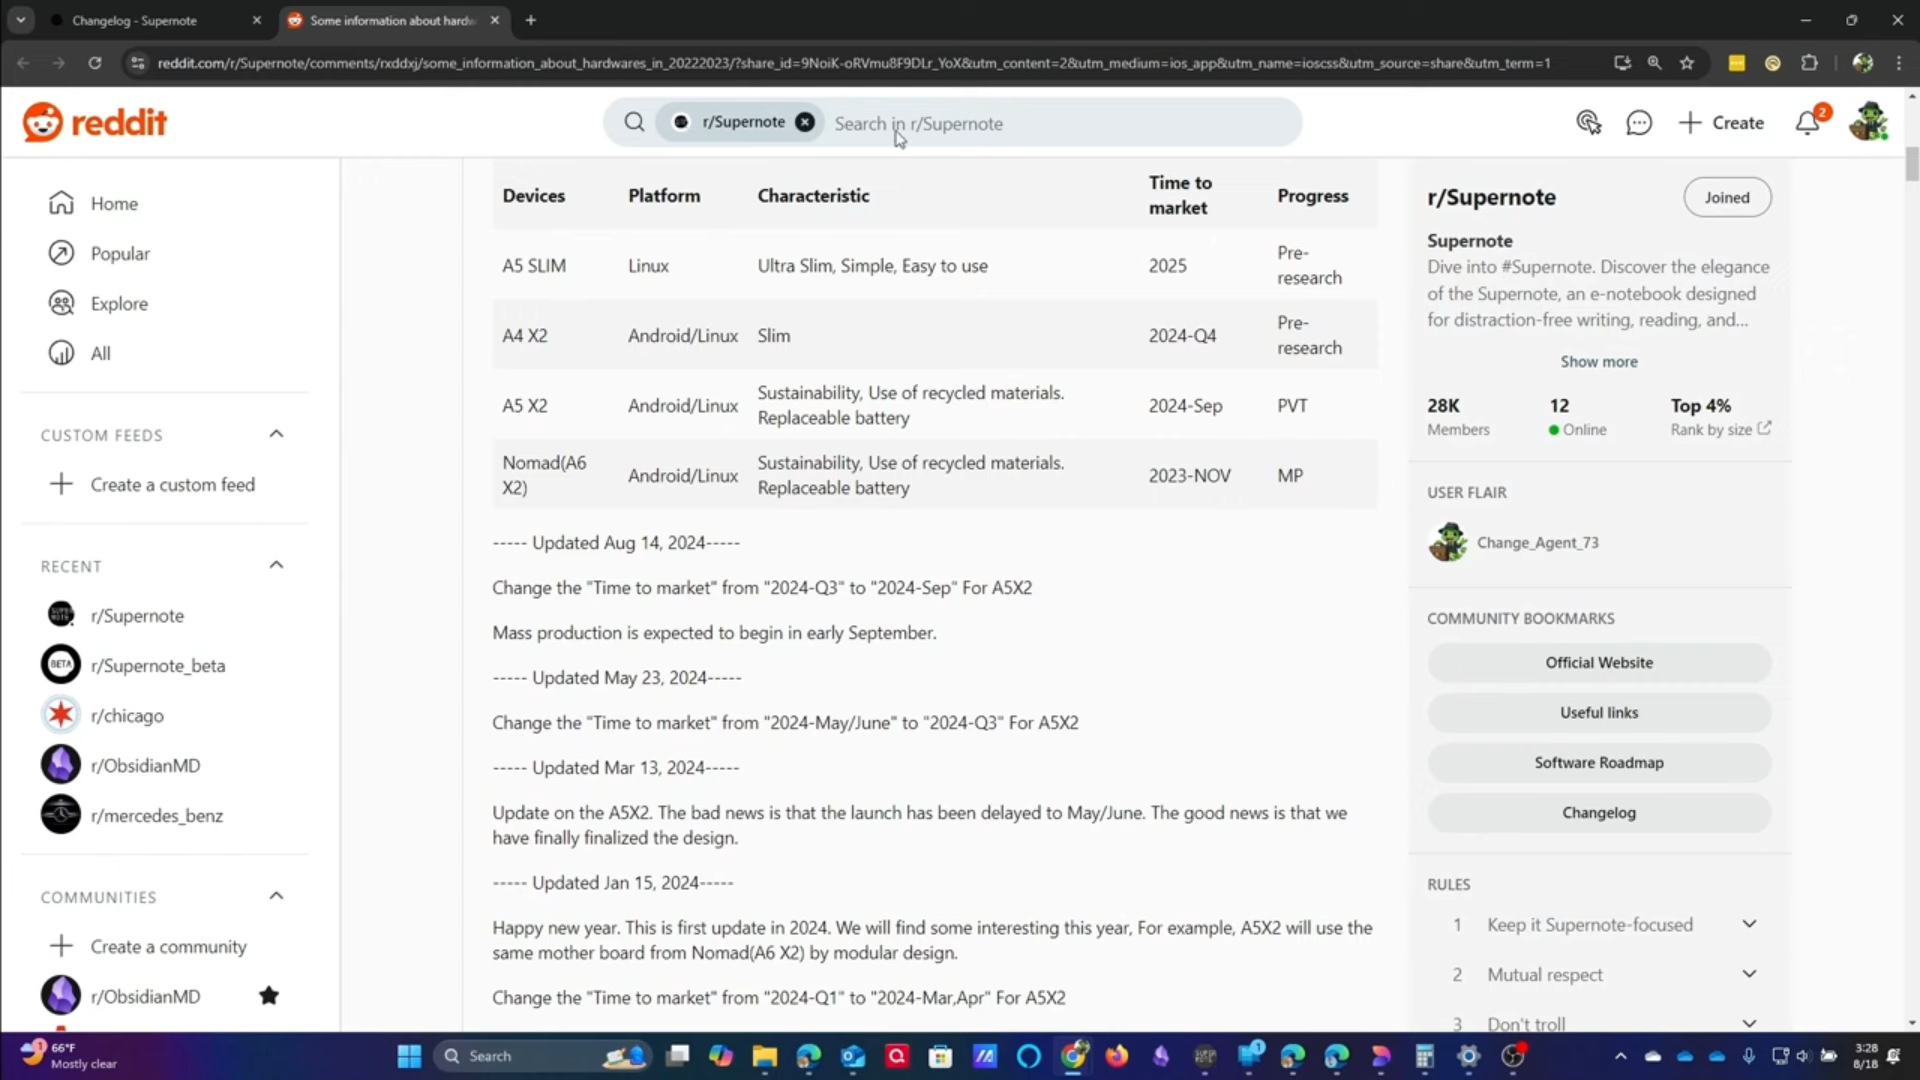 Changelog - Supernote
Some information about hardw
reddit.com/r/Supernote/comments/rxddxj/some_information_about_hardwares_in_20222023/?share_id=9NoiK-oRVmu8F9DLr_YoX&utm_content=2&utm_medium=ios_app&utm_name=ioscss&utm_source=share&utm_term=1
reddit
r/Supernote
Search in r/Supernote
Create
2
Home
Popular
Explore
All
CUSTOM FEEDS
Create a custom feed
RECENT
r/Supernote
BETA
r/Supernote_beta
r/chicago
r/ObsidianMD
r/mercedes_benz
COMMUNITIES
Create a community
r/ObsidianMD
Devices Platform Characteristic Time to market Progress
A5 SLIM Linux Ultra Slim, Simple, Easy to use 2025 Pre-research
A4 X2 Android/Linux Slim 2024-Q4 Pre-research
A5 X2 Android/Linux Sustainability, Use of recycled materials. Replaceable battery 2024-Sep PVT
Nomad(A6 X2) Android/Linux Sustainability, Use of recycled materials. Replaceable battery 2023-NOV MP
----- Updated Aug 14, 2024-----
Change the "Time to market" from "2024-Q3" to "2024-Sep" For A5X2
Mass production is expected to begin in early September.
----- Updated May 23, 2024-----
Change the "Time to market" from "2024-May/June" to "2024-Q3" For A5X2
----- Updated Mar 13, 2024-----
Update on the A5X2. The bad news is that the launch has been delayed to May/June. The good news is that we
have finally finalized the design.
----- Updated Jan 15, 2024-----
Happy new year. This is first update in 2024. We will find some interesting this year, For example, A5X2 will use the
same mother board from Nomad(A6 X2) by modular design.
Change the "Time to market" from "2024-Q1" to "2024-Mar,Apr" For A5X2
r/Supernote
Joined
Supernote
Dive into #Supernote. Discover the elegance
of the Supernote, an e-notebook designed
for distraction-free writing, reading, and...
Show more
28K 12 Top 4%
Members Online Rank by size
USER FLAIR
Change_Agent_73
COMMUNITY BOOKMARKS
Official Website
Useful links
Software Roadmap
Changelog
RULES
1 Keep it Supernote-focused
2 Mutual respect
3 Don't troll
66°F
Mostly clear
Search
1
3:28
8/18